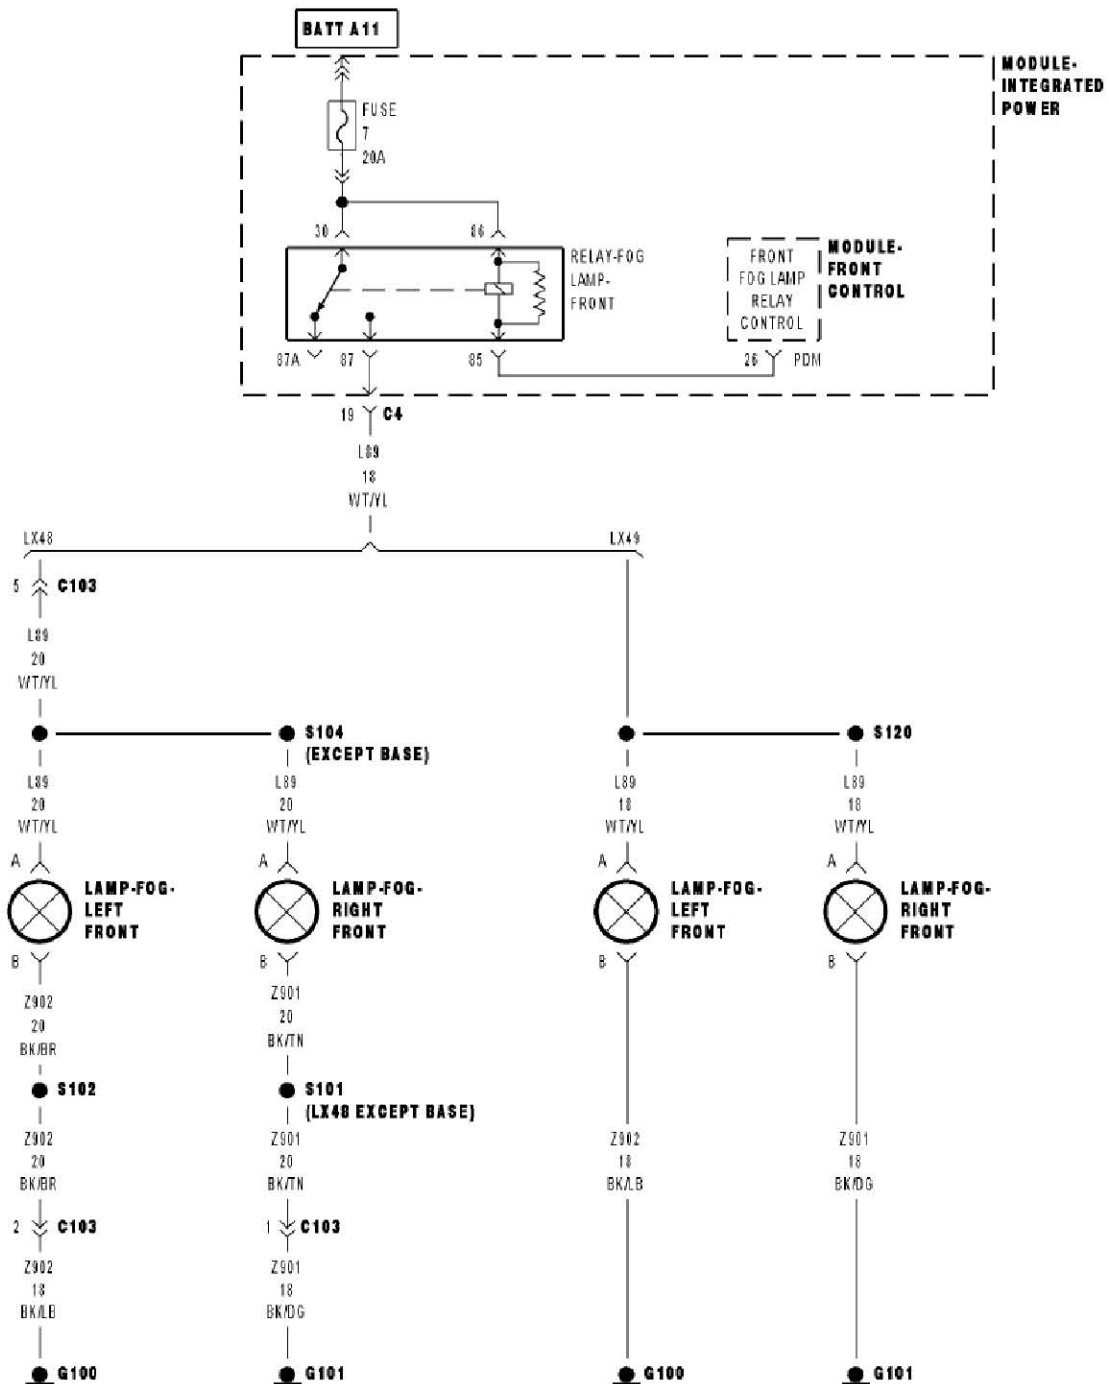 BATT A11
MODULE-
INTEGRATED
POWER
FUSE
7
20A
30
86
RELAY-FOG
LAMP-
FRONT
FRONT
FOG LAMP
RELAY
CONTROL
MODULE-
FRONT
CONTROL
87A
87
85
26
PDM
19
C4
L89
18
WT/YL
LX48
LX49
5
C103
L89
20
WT/YL
S104
(EXCEPT BASE)
S120
L89
20
WT/YL
L89
20
WT/YL
L89
18
WT/YL
L89
18
WT/YL
A
A
A
A
LAMP-FOG-
LEFT
FRONT
LAMP-FOG-
RIGHT
FRONT
LAMP-FOG-
LEFT
FRONT
LAMP-FOG-
RIGHT
FRONT
B
B
B
B
Z902
20
BK/BR
Z901
20
BK/TN
S102
S101
(LX48 EXCEPT BASE)
Z902
20
BK/BR
Z901
20
BK/TN
Z902
18
BK/LB
Z901
18
BK/DG
2
C103
1
C103
Z902
18
BK/LB
Z901
18
BK/DG
G100
G101
G100
G101